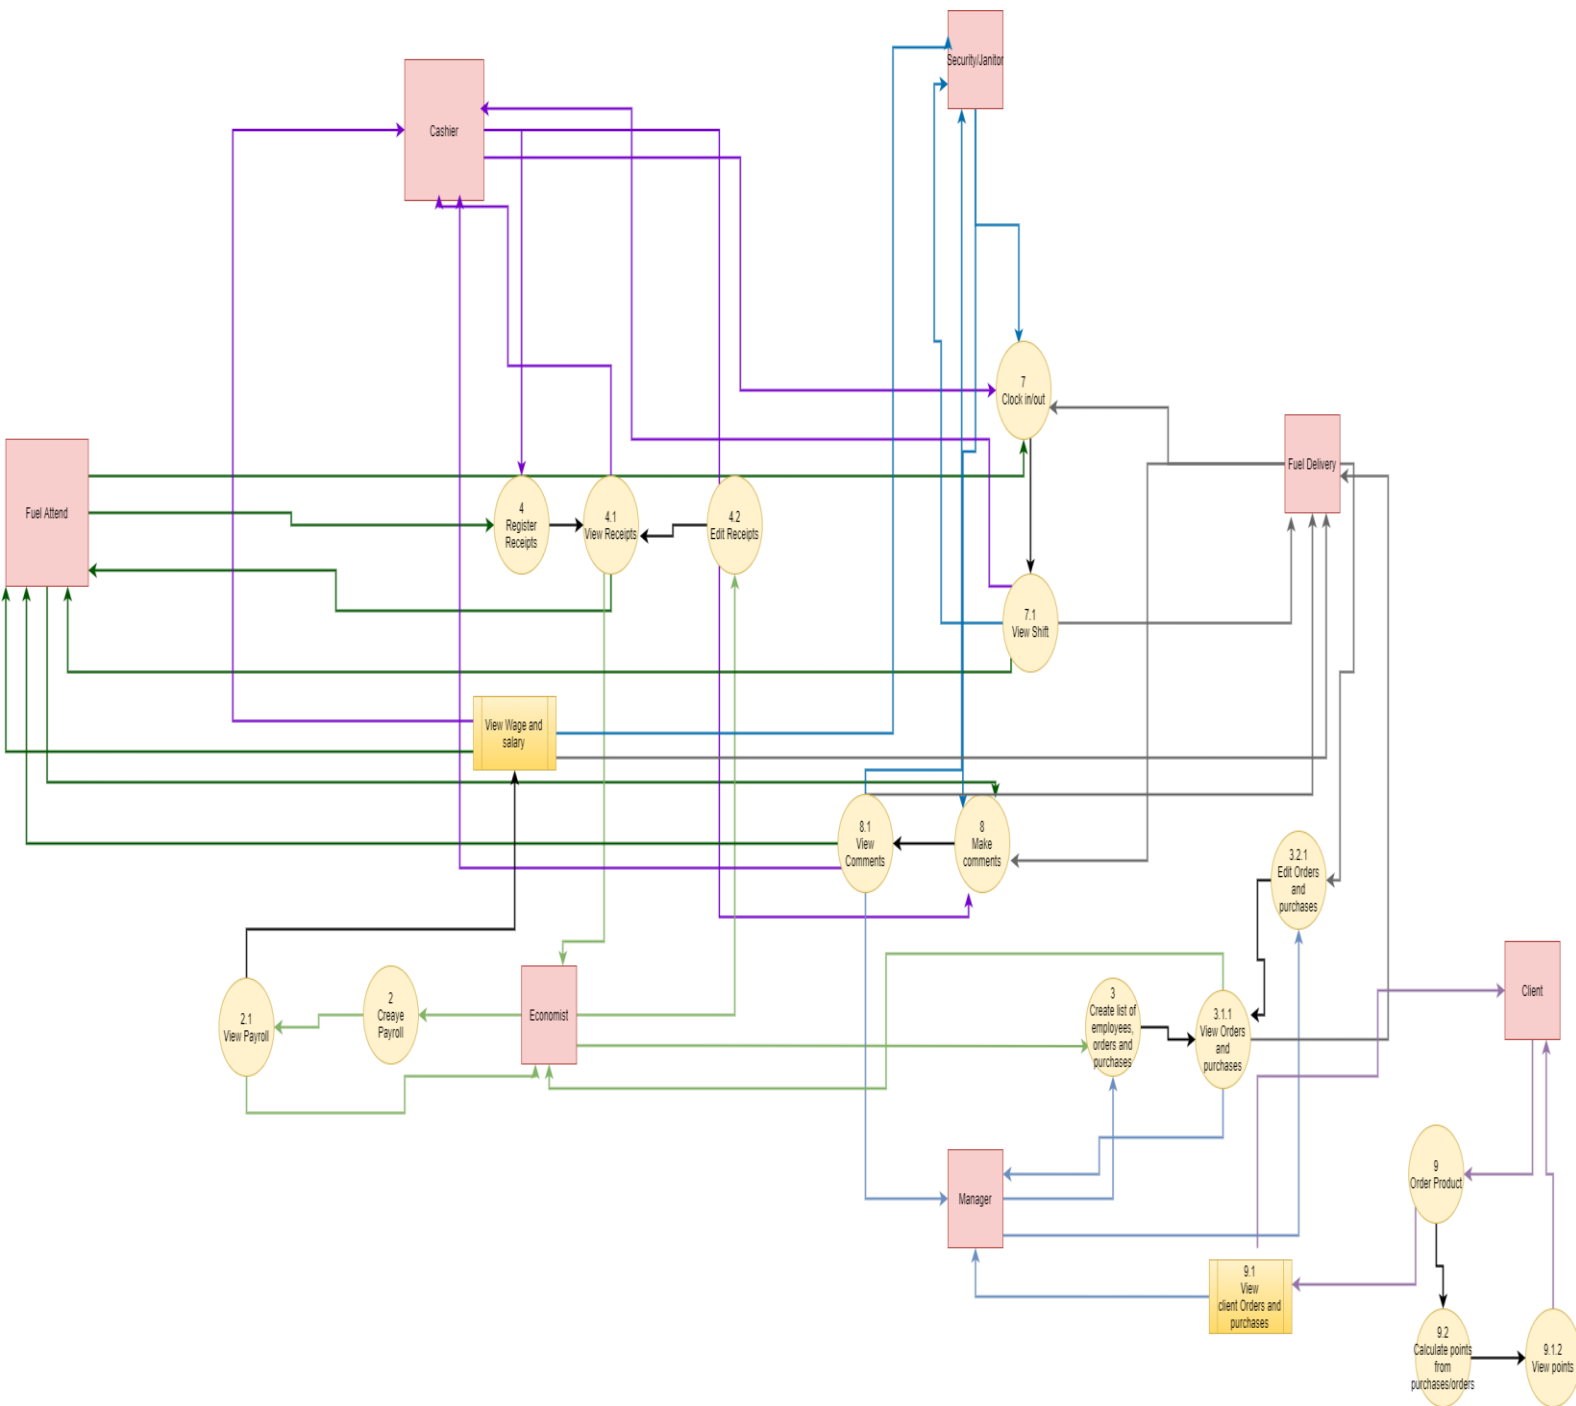 Security/Janitor
Cashier
7
Clock in/out
Fuel Delivery
Fuel Attend
4
Register
Receipts
4.1
View Receipts
4.2
Edit Receipts
7.1
View Shift
View Wage and
salary
8.1
View
Comments
8
Make
comments
3.2.1
Edit Orders
and
purchases
2.1
View Payroll
2
Creaye
Payroll
Economist
3
Create list of
employees,
orders and
purchases
3.1.1
View Orders
and
purchases
Client
Manager
9
Order Product
9.1
View
client Orders and
purchases
9.2
Calculate points
from
purchases/orders
9.1.2
View points